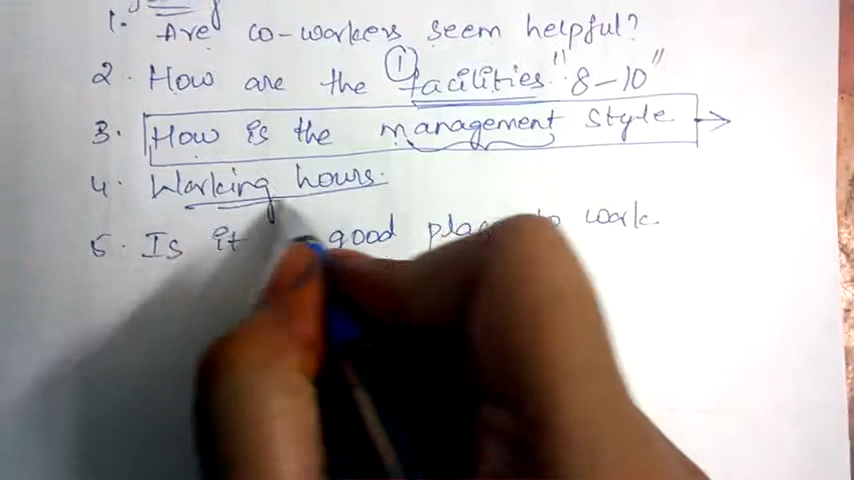 1. Are co-workers seem helpful?
2. How are the ① facilities "8-10"
3. How is the management style →
4. Working hours.
5. Is it good place to work.